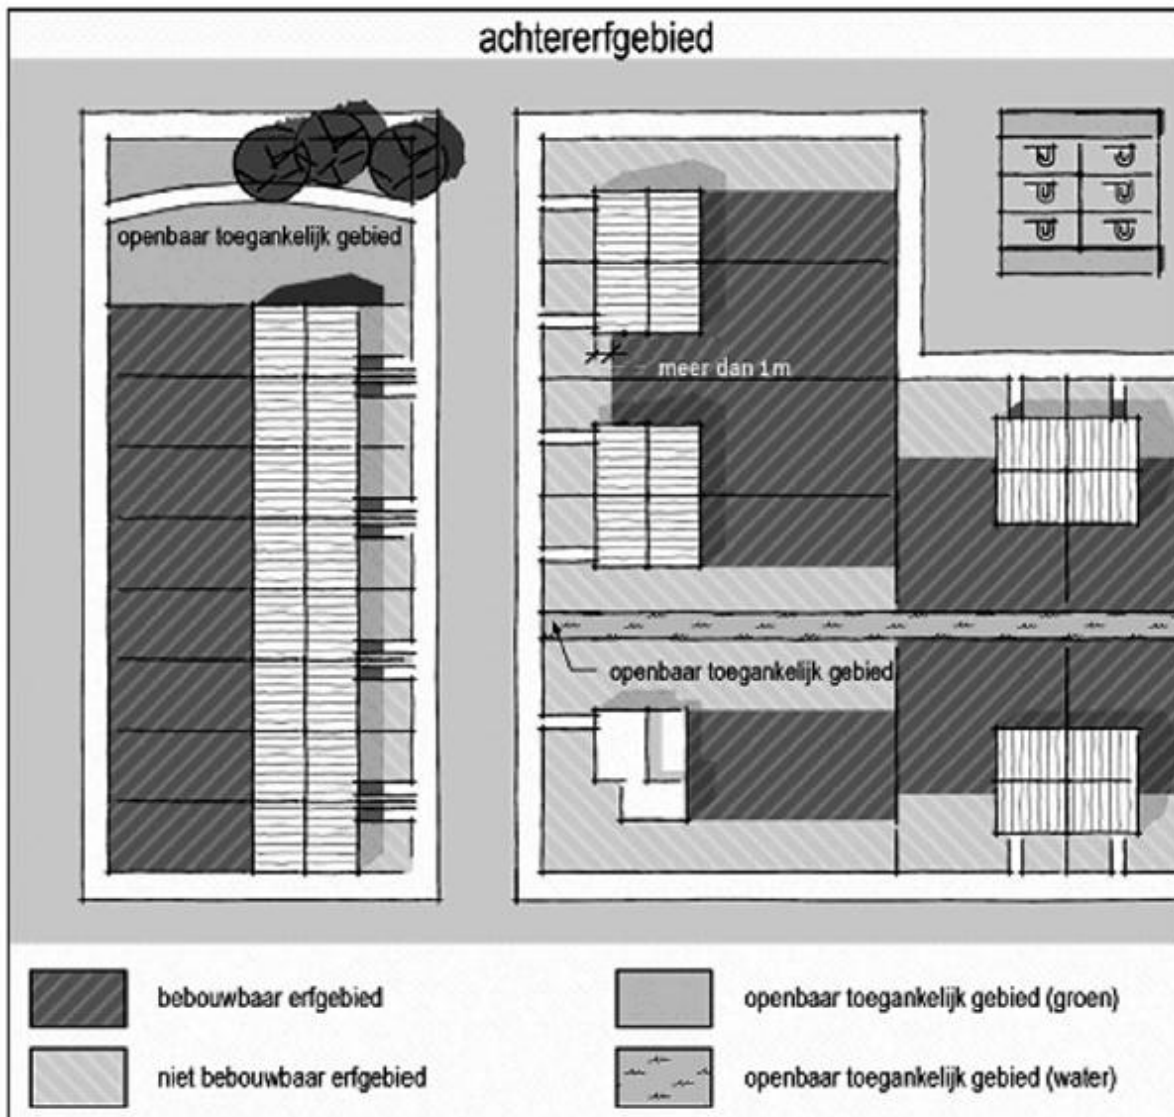 achtererfgebied
openbaar toegankelijk gebied
meer dan 1m
openbaar toegankelijk gebied
bebouwbaar erfgebied
openbaar toegankelijk gebied (groen)
niet bebouwbaar erfgebied
openbaar toegankelijk gebied (water)